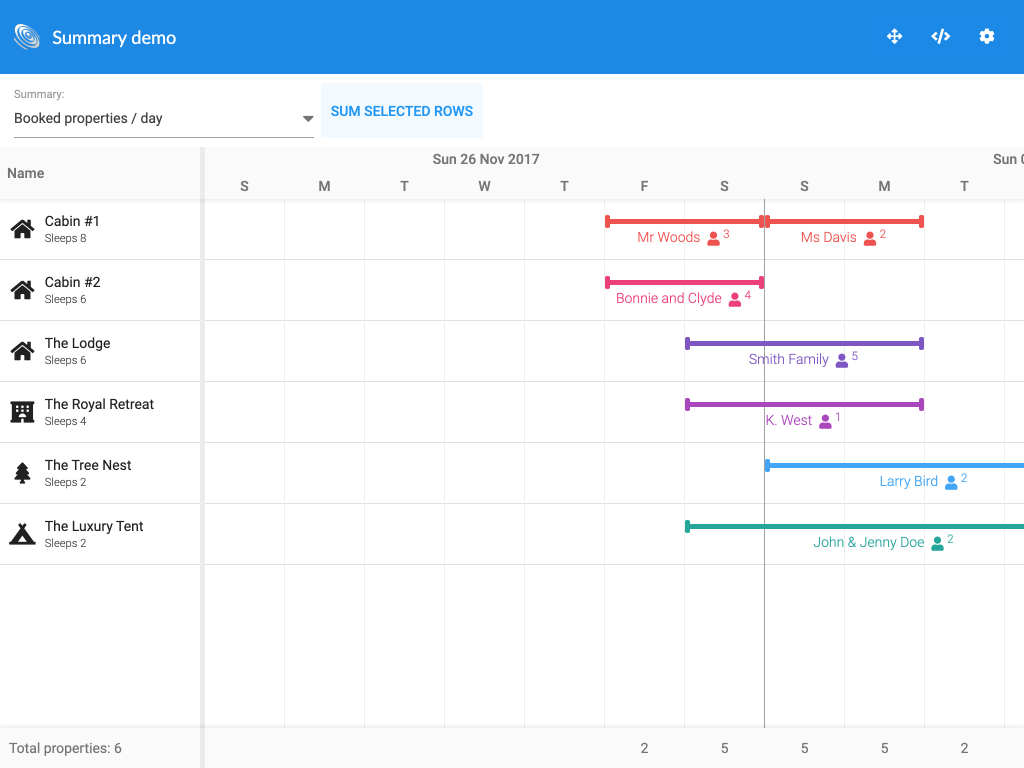 Summary demo
Summary:
Booked properties / day
SUM SELECTED ROWS
Name
Sun 26 Nov 2017
Sun 0
S M T W T F S S M T
Cabin #1
Sleeps 8
Mr Woods 3
Ms Davis 2
Cabin #2
Sleeps 6
Bonnie and Clyde 4
The Lodge
Sleeps 6
Smith Family 5
The Royal Retreat
Sleeps 4
K. West 1
The Tree Nest
Sleeps 2
Larry Bird 2
The Luxury Tent
Sleeps 2
John & Jenny Doe 2
Total properties: 6
2 5 5 5 2